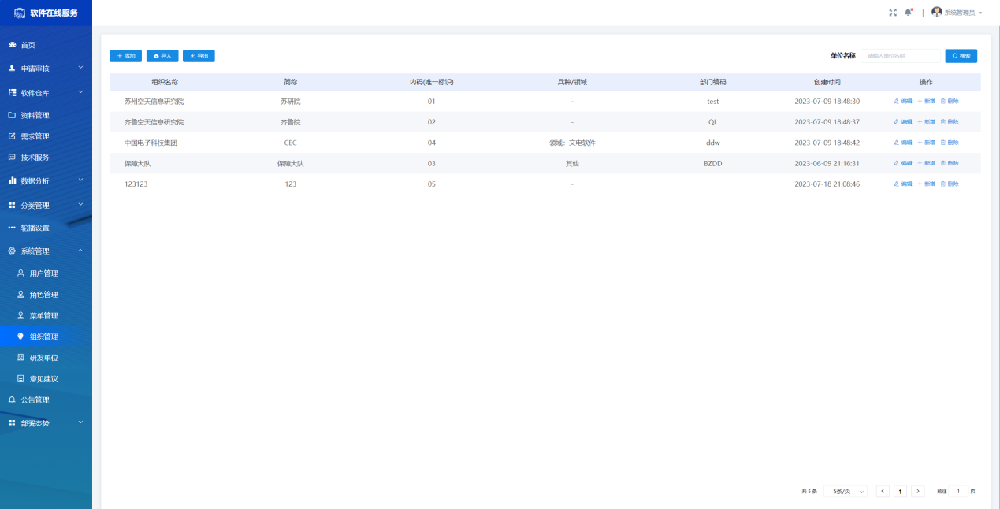 软件在线服务
系统管理员
首页
申请审核
软件仓库
资料管理
需求管理
技术服务
数据分析
分类管理
轮播设置
系统管理
用户管理
角色管理
菜单管理
组织管理
研发单位
意见建议
公告管理
部署态势
添加 导入 导出 单位名称 请输入单位名称 搜索
组织名称 简称 内码(唯一标识) 兵种/领域 部门编码 创建时间 操作
苏州空天信息研究院 苏研院 01 - test 2023-07-09 18:48:30 编辑 新增 删除
齐鲁空天信息研究院 齐鲁院 02 - QL 2023-07-09 18:48:37 编辑 新增 删除
中国电子科技集团 CEC 04 领域：文电软件 ddw 2023-07-09 18:48:42 编辑 新增 删除
保障大队 保障大队 03 其他 BZDD 2023-06-09 21:16:31 编辑 新增 删除
123123 123 05 - 2023-07-18 21:08:46 编辑 新增 删除
共 5 条 5条/页 1 前往 1 页